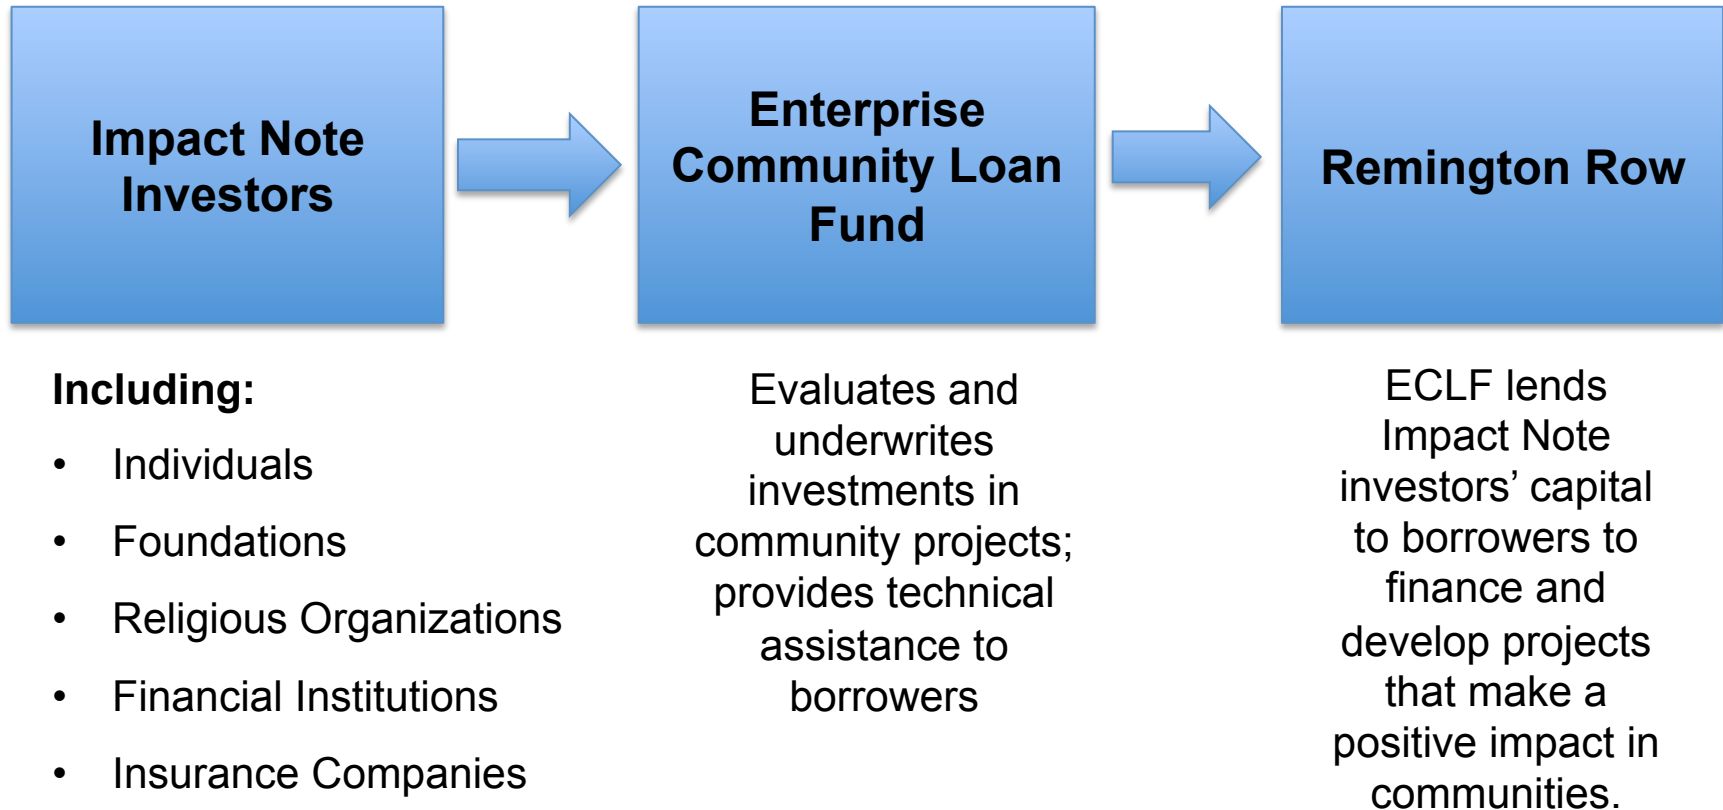 Impact Note
Investors
Enterprise
Community Loan
Fund
Remington Row
Including:
• Individuals
• Foundations
• Religious Organizations
• Financial Institutions
• Insurance Companies
Evaluates and
underwrites
investments in
community projects;
provides technical
assistance to
borrowers
ECLF lends
Impact Note
investors’ capital
to borrowers to
finance and
develop projects
that make a
positive impact in
communities.